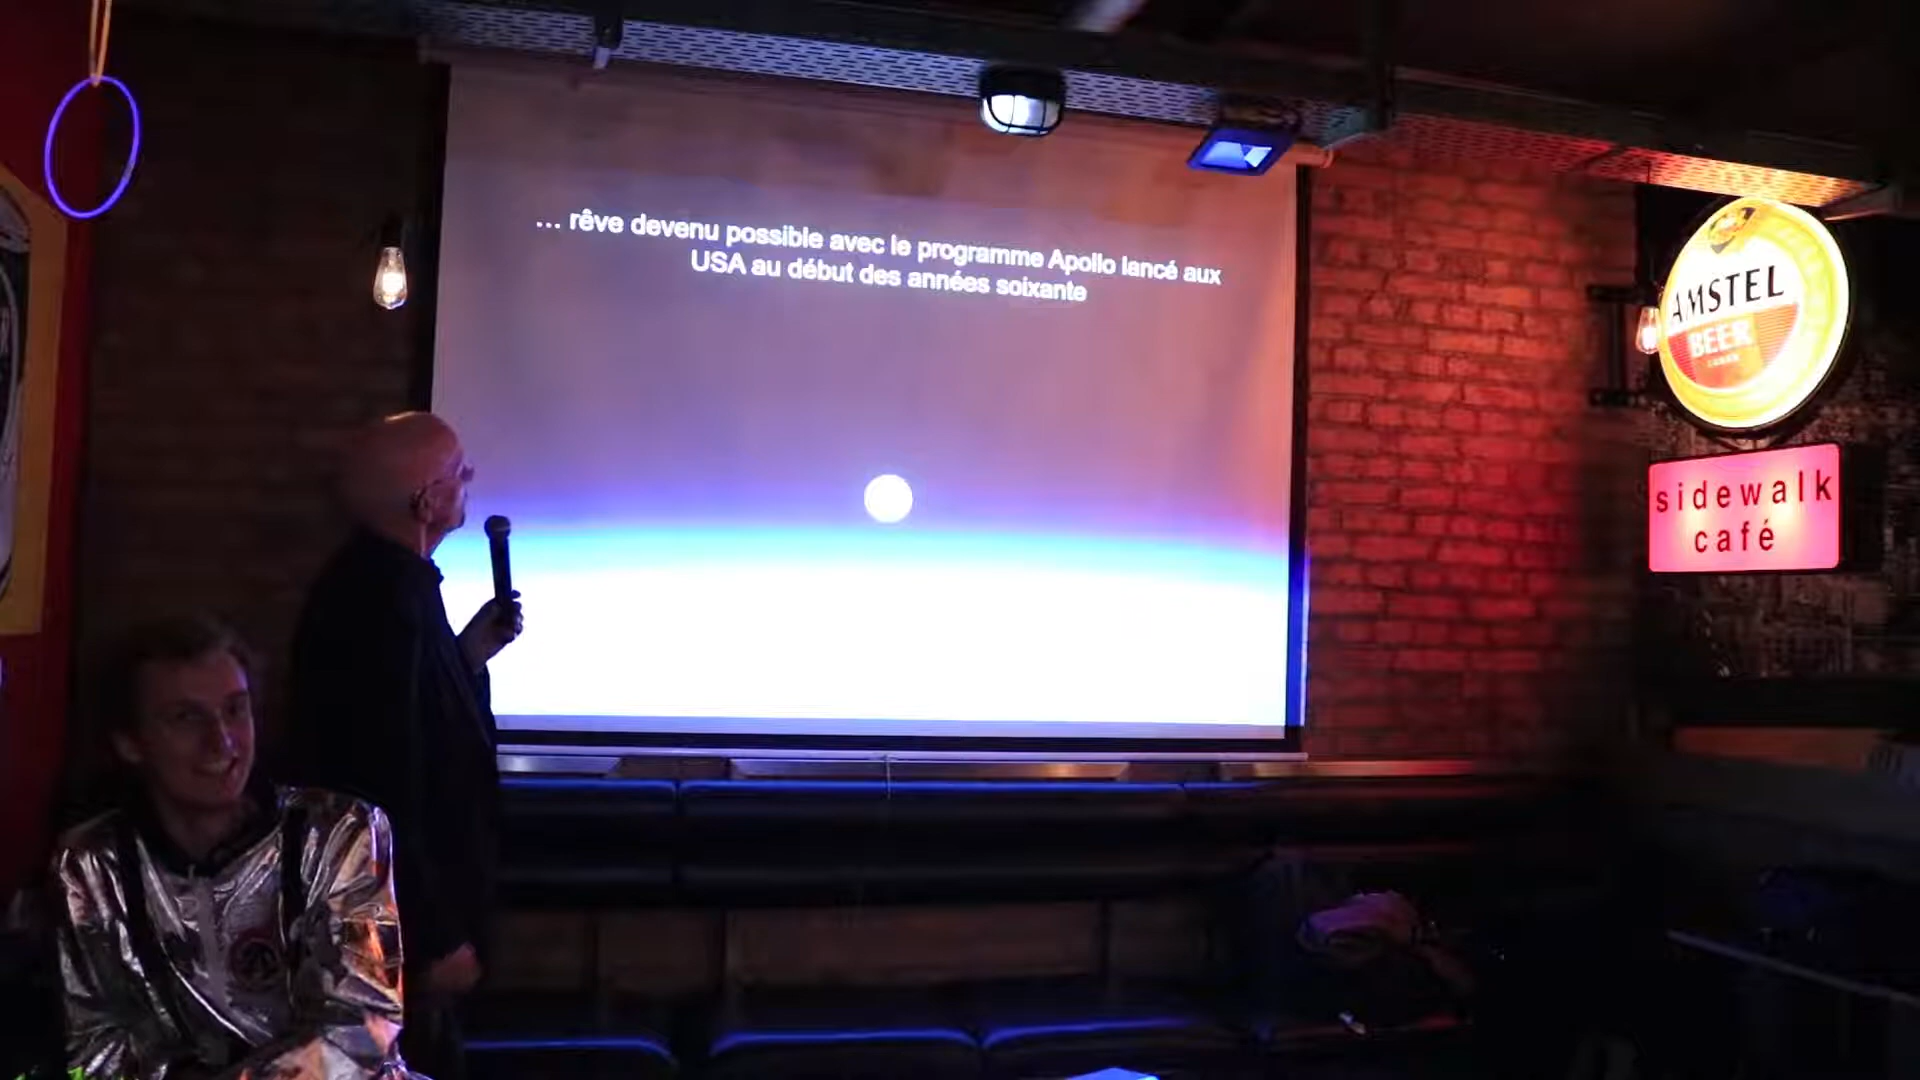 ... rêve devenu possible avec le programme Apollo lancé aux
USA au début des années soixante
AMSTEL
BEER
LAGER
sidewalk
café